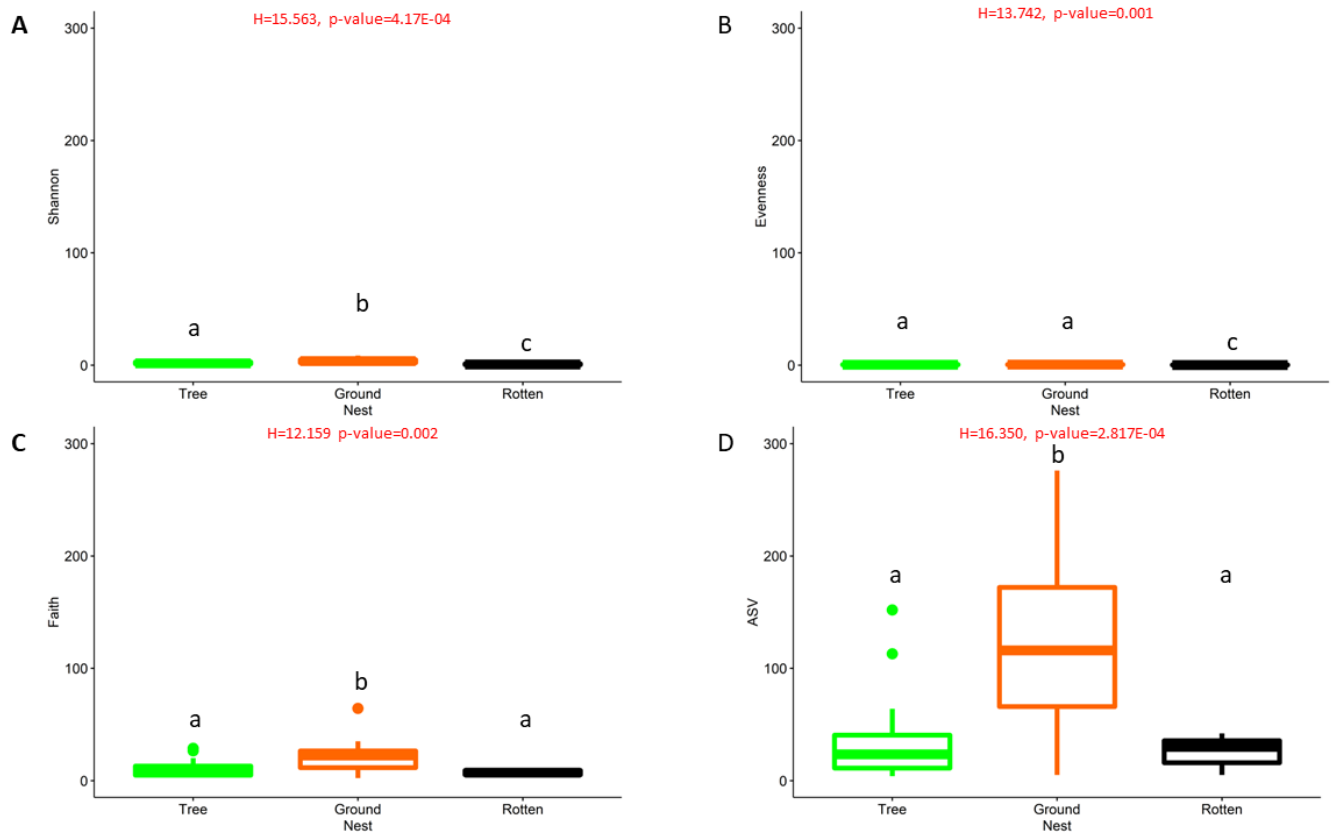 A
H=15.563, p-value=4.17E-04
300
200
100
0
Shannon
a
b
c
Tree
Ground
Rotten
Nest
B
H=13.742, p-value=0.001
300
200
100
0
Evenness
a
a
c
Tree
Ground
Rotten
Nest
C
H=12.159 p-value=0.002
300
200
100
0
Faith
a
b
a
Tree
Ground
Rotten
Nest
D
H=16.350, p-value=2.817E-04
300
200
100
0
ASV
a
b
a
Tree
Ground
Rotten
Nest